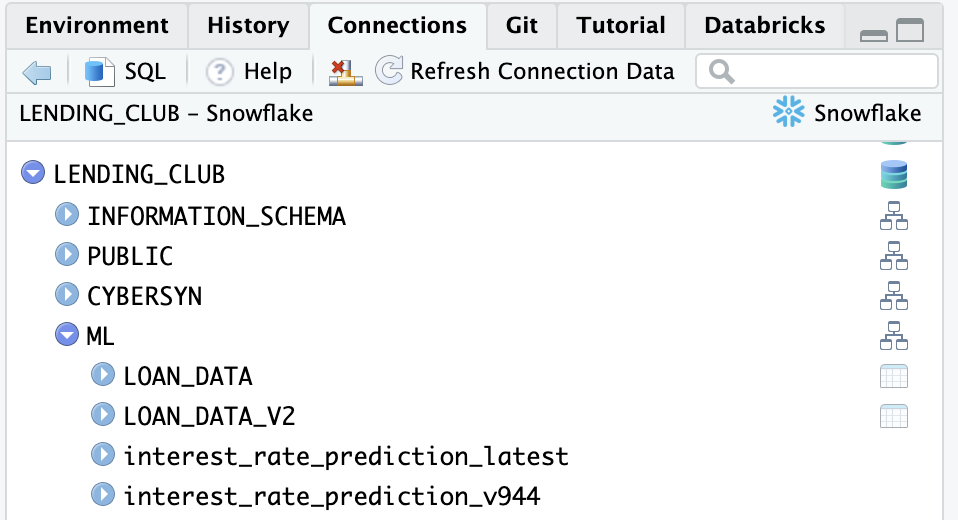 Environment History Connections Git Tutorial Databricks
SQL ? Help Refresh Connection Data
LENDING_CLUB – Snowflake Snowflake
LENDING_CLUB
INFORMATION_SCHEMA
PUBLIC
CYBERSYN
ML
LOAN_DATA
LOAN_DATA_V2
interest_rate_prediction_latest
interest_rate_prediction_v944